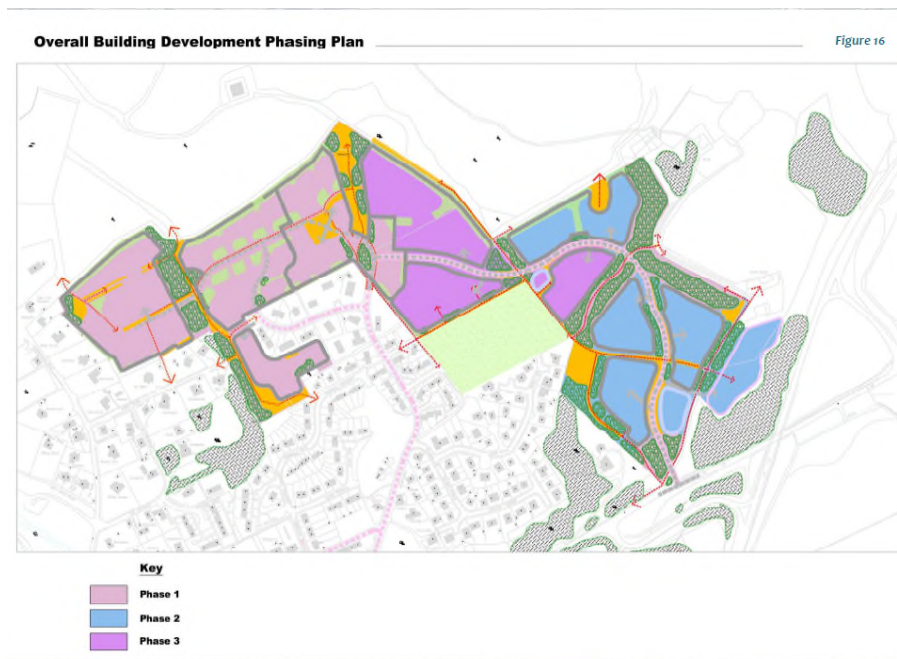 Overall Building Development Phasing Plan
Figure 16
Key
Phase 1
Phase 2
Phase 3